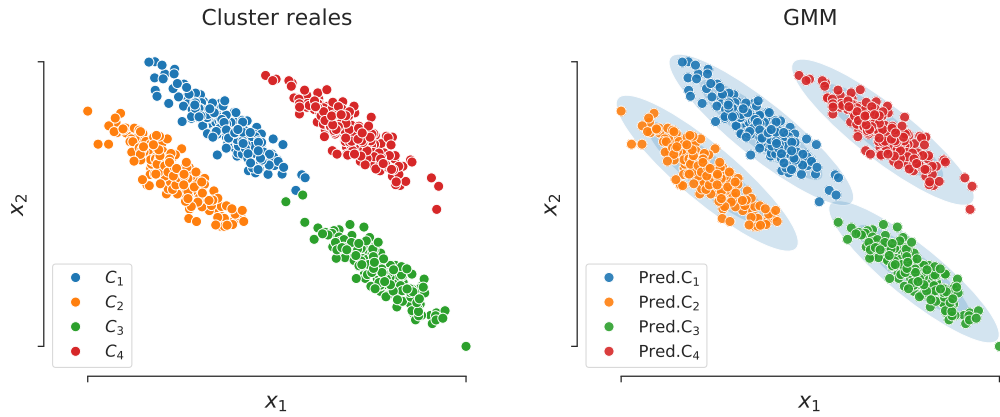 Cluster reales
x₂
C₁
C₂
C₃
C₄
x₁
GMM
x₂
Pred.C₁
Pred.C₂
Pred.C₃
Pred.C₄
x₁